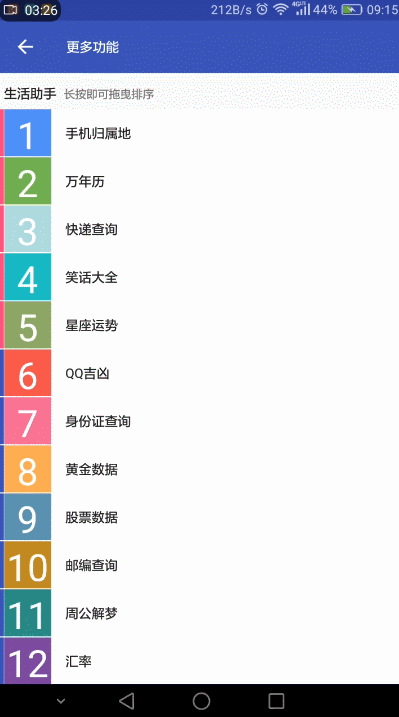 03:26 212B/s 4G 44% 09:15
更多功能
生活助手 长按即可拖曳排序
1 手机归属地
2 万年历
3 快递查询
4 笑话大全
5 星座运势
6 QQ吉凶
7 身份证查询
8 黄金数据
9 股票数据
10 邮编查询
11 周公解梦
12 汇率